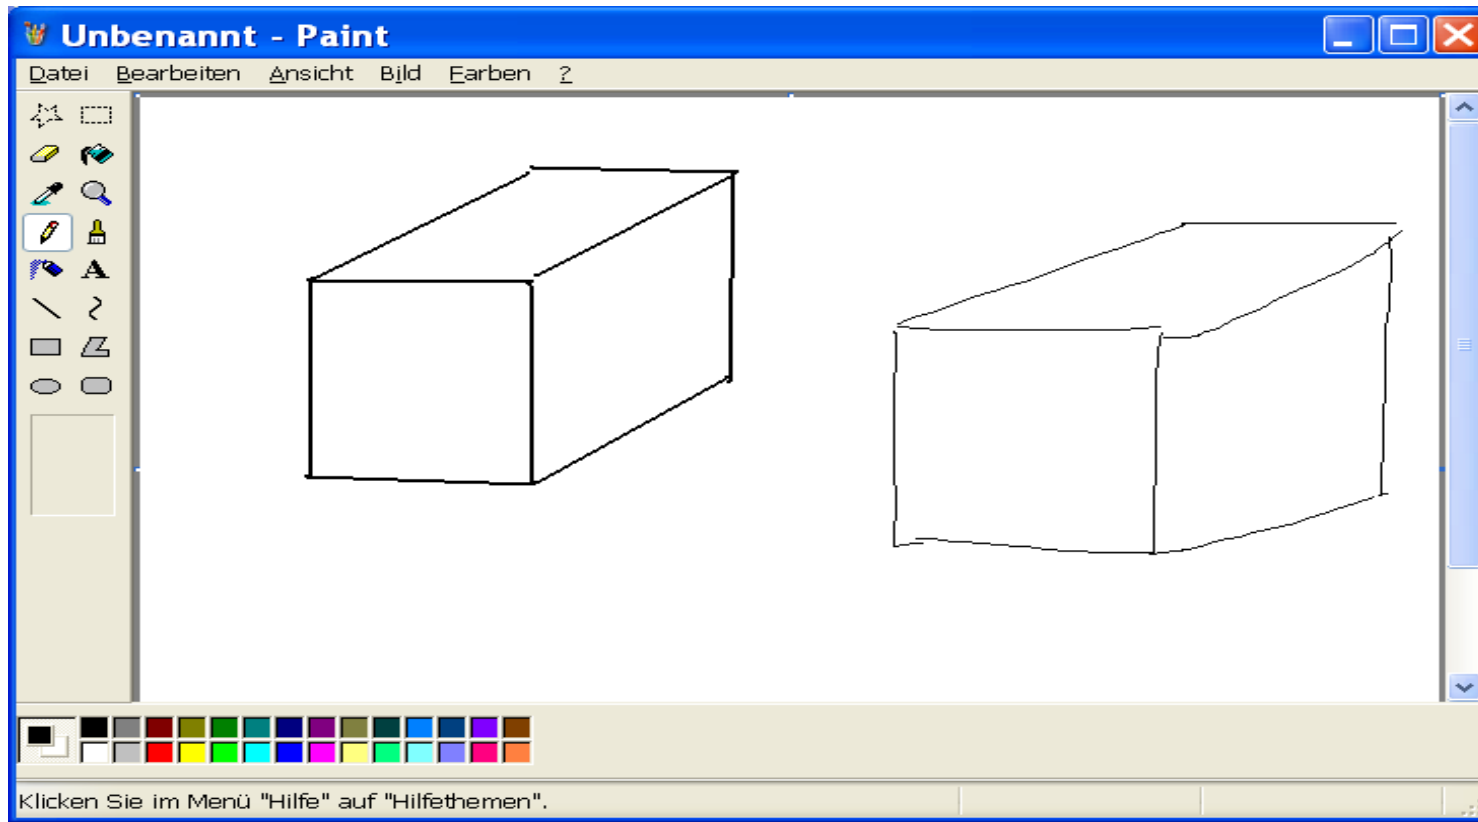 Unbenannt - Paint
Datei Bearbeiten Ansicht Bild Farben ?
A
Klicken Sie im Menü "Hilfe" auf "Hilfethemen".